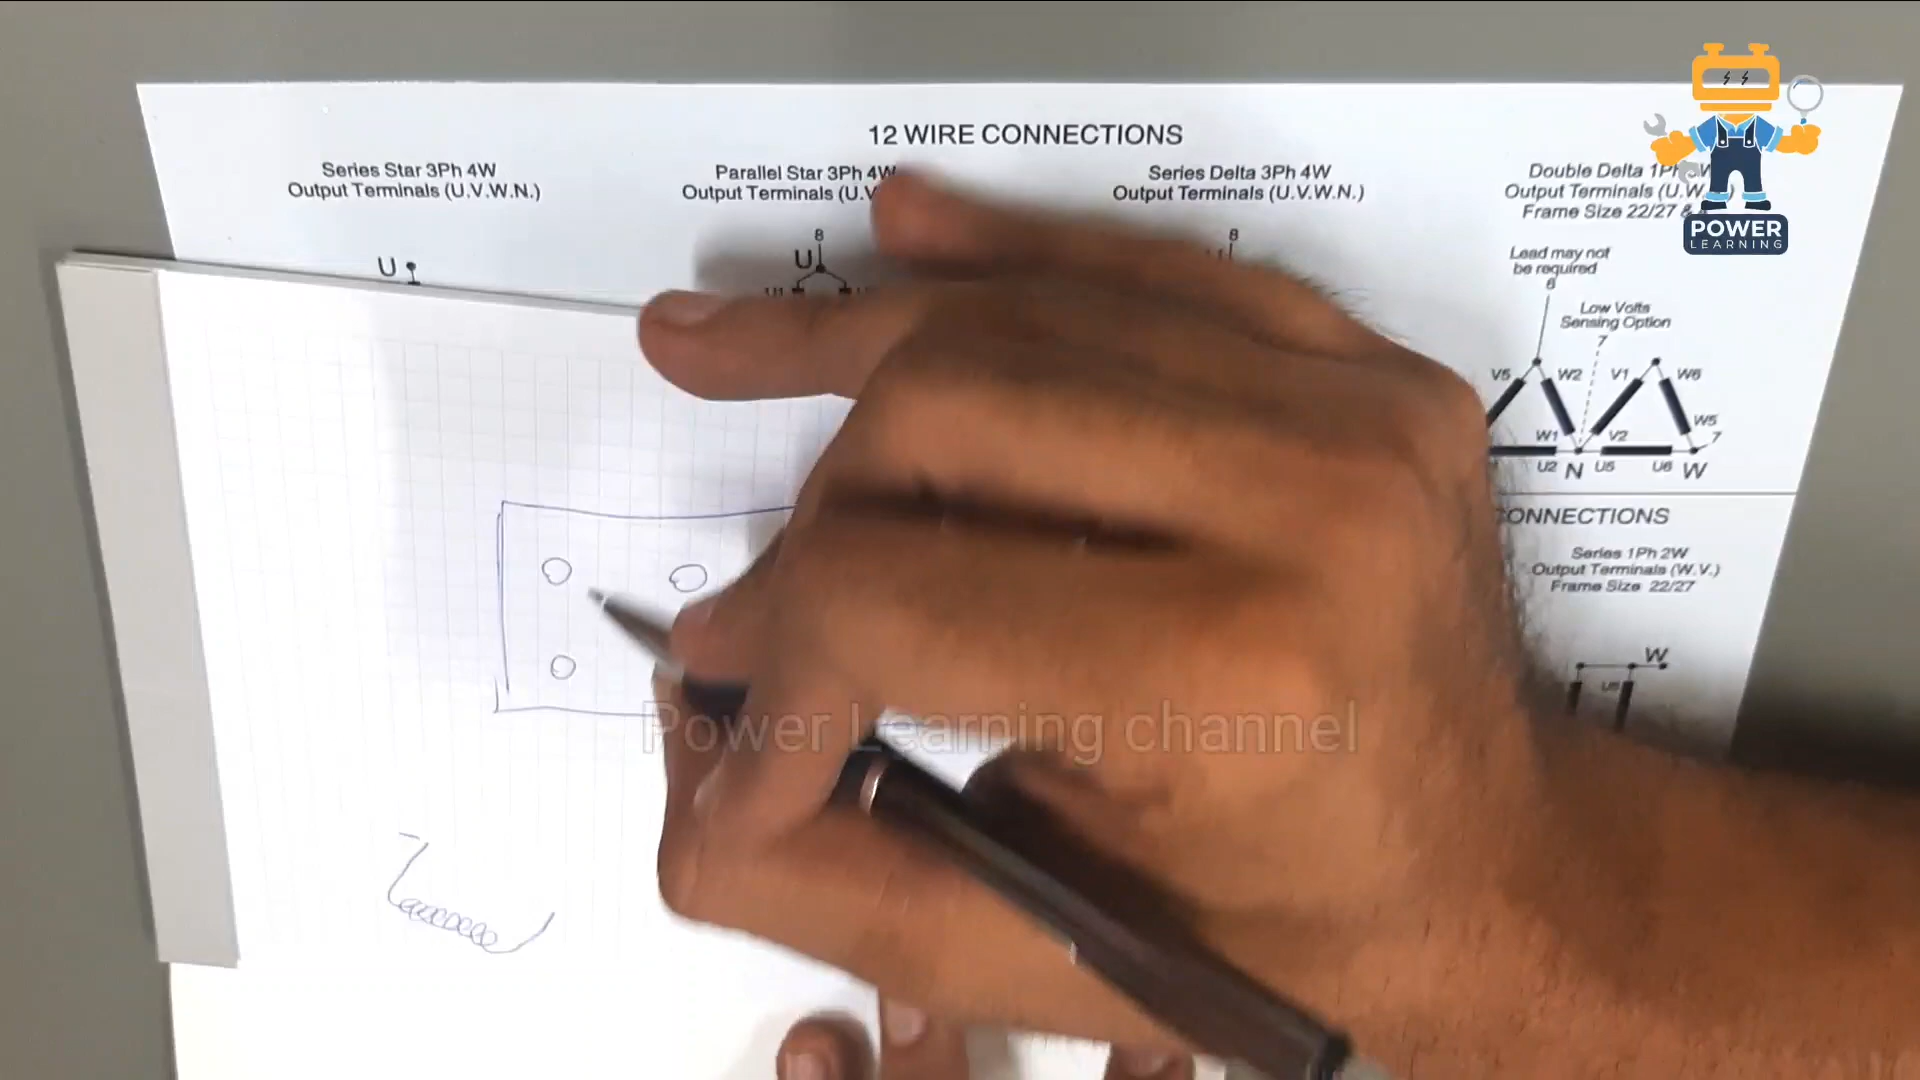 12 WIRE CONNECTIONS
Series Star 3Ph 4W
Output Terminals (U.V.W.N.)
U
Parallel Star 3Ph 4W
Output Terminals (U.V
8
U
Series Delta 3Ph 4W
Output Terminals (U.V.W.N.)
8
Double Delta 1Ph
Output Terminals (U.W
Frame Size 22/27 &
Lead may not
be required
6
Low Volts
Sensing Option
7
V5 W2 V1 W6
W5
W1 V2 7
U2 N U5 U6 W
CONNECTIONS
Series 1Ph 2W
Output Terminals (W.V.)
Frame Size 22/27
W
U5
POWER
LEARNING
Power Learning channel